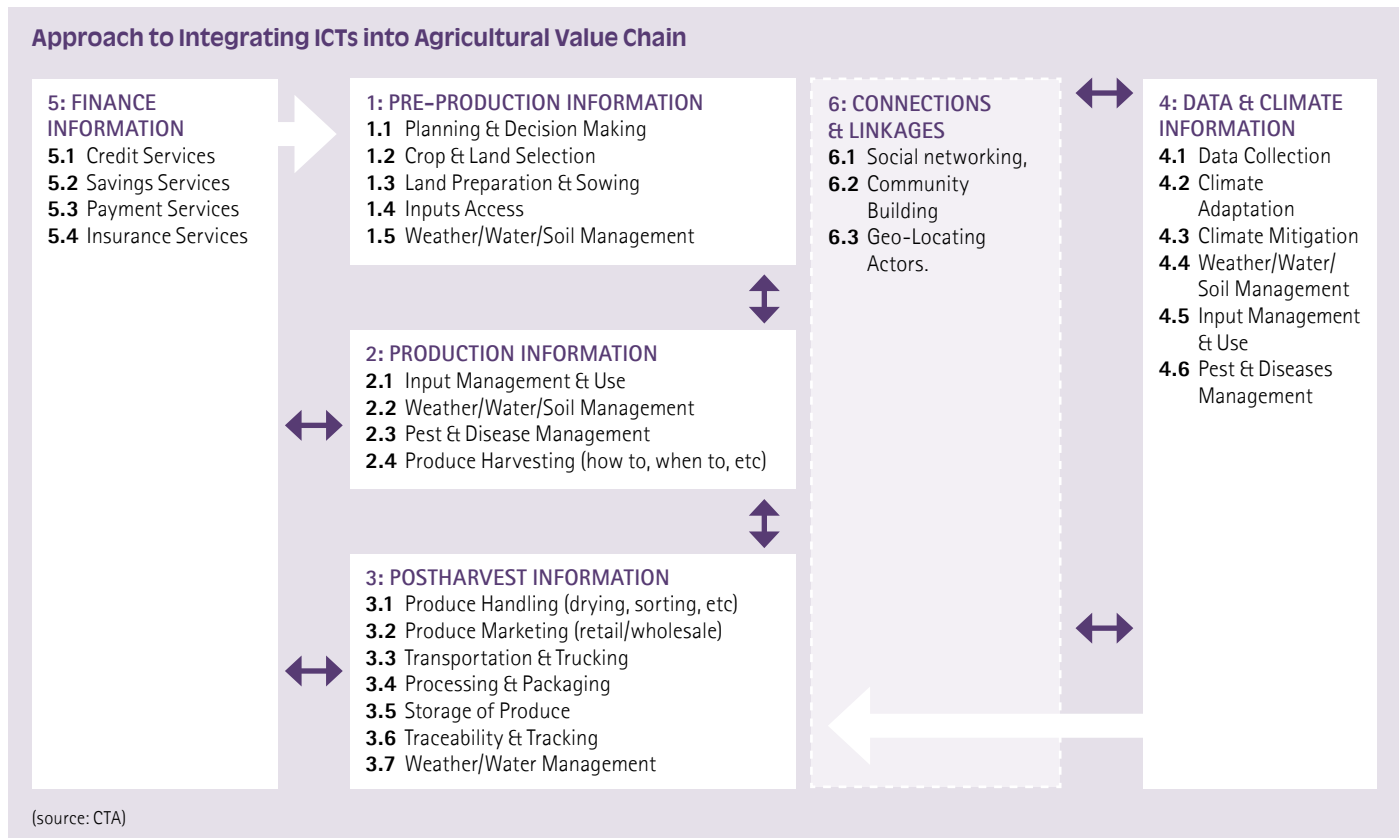 Approach to Integrating ICTs into Agricultural Value Chain
5: FINANCE
INFORMATION
5.1 Credit Services
5.2 Savings Services
5.3 Payment Services
5.4 Insurance Services
1: PRE-PRODUCTION INFORMATION
1.1 Planning & Decision Making
1.2 Crop & Land Selection
1.3 Land Preparation & Sowing
1.4 Inputs Access
1.5 Weather/Water/Soil Management
2: PRODUCTION INFORMATION
2.1 Input Management & Use
2.2 Weather/Water/Soil Management
2.3 Pest & Disease Management
2.4 Produce Harvesting (how to, when to, etc)
3: POSTHARVEST INFORMATION
3.1 Produce Handling (drying, sorting, etc)
3.2 Produce Marketing (retail/wholesale)
3.3 Transportation & Trucking
3.4 Processing & Packaging
3.5 Storage of Produce
3.6 Traceability & Tracking
3.7 Weather/Water Management
6: CONNECTIONS
& LINKAGES
6.1 Social networking,
6.2 Community
Building
6.3 Geo-Locating
Actors.
4: DATA & CLIMATE
INFORMATION
4.1 Data Collection
4.2 Climate
Adaptation
4.3 Climate Mitigation
4.4 Weather/Water/
Soil Management
4.5 Input Management
& Use
4.6 Pest & Diseases
Management
(source: CTA)